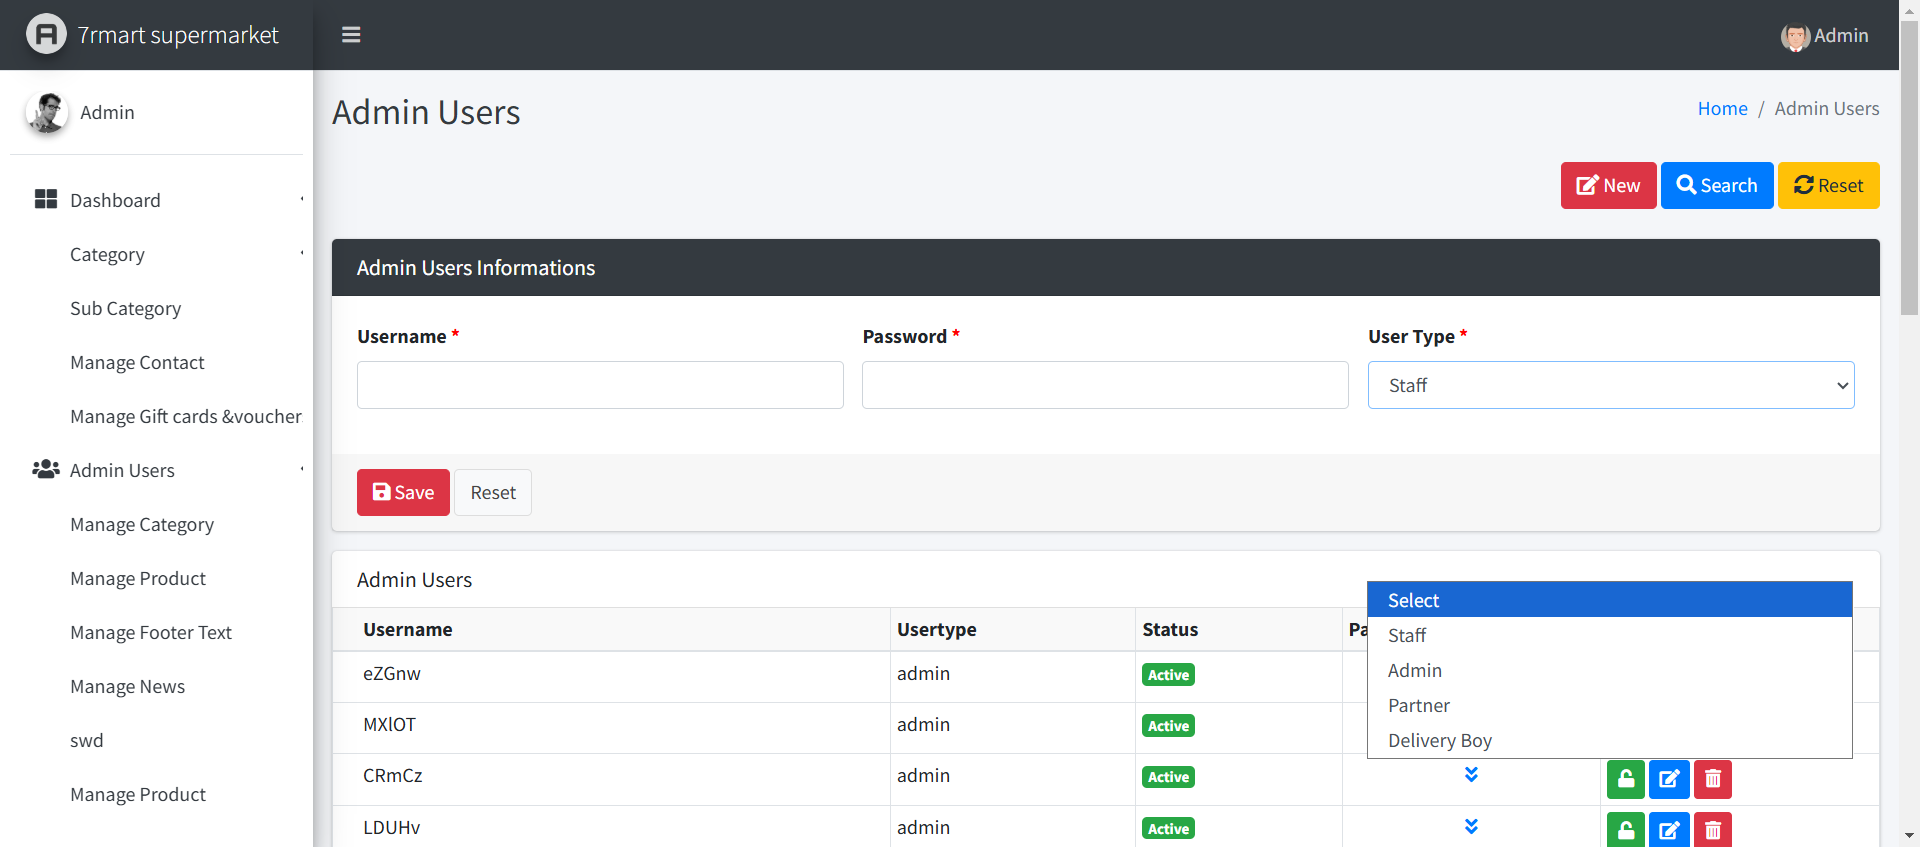 7rmart supermarket
Admin
Admin
Admin Users
Home / Admin Users
New
Search
Reset
Dashboard
Category
Sub Category
Manage Contact
Manage Gift cards &voucher
Admin Users
Manage Category
Manage Product
Manage Footer Text
Manage News
swd
Manage Product
Admin Users Informations
Username *
Password *
User Type *
Staff
Save
Reset
Admin Users
Select
Staff
Admin
Partner
Delivery Boy
Username Usertype Status Pa
eZGnw admin Active
MXlOT admin Active
CRmCz admin Active
LDUHv admin Active